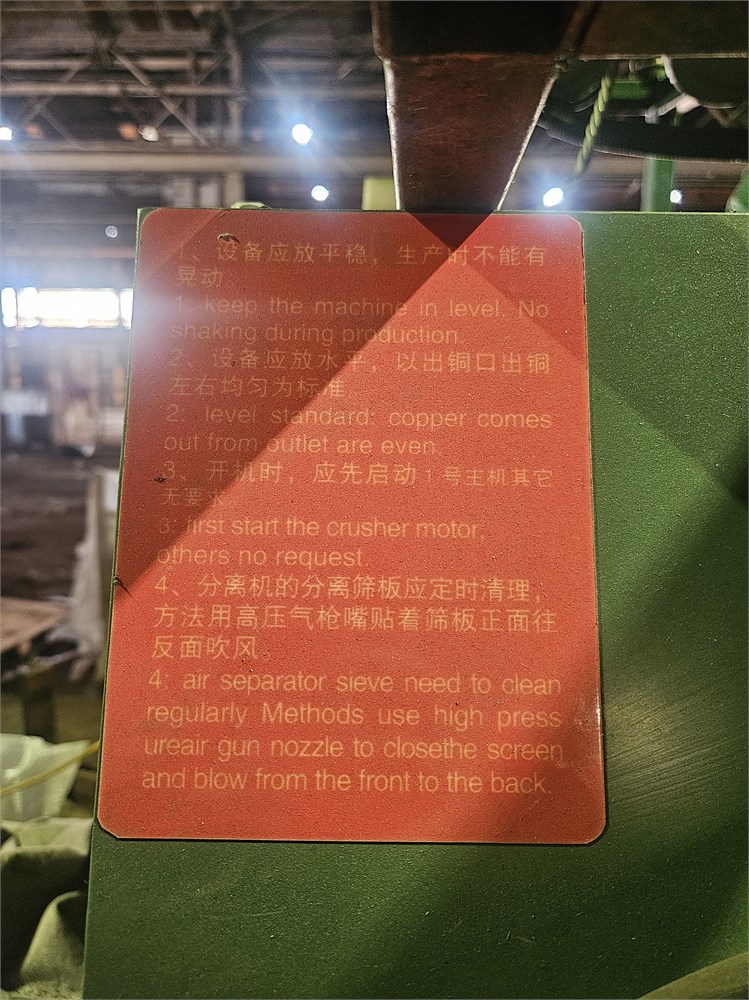 1、设备应放平稳，生产时不能有
晃动
1: keep the machine in level. No
shaking during production.
2、设备应放水平，以出铜口出铜
左右均匀为标准
2: level standard: copper comes
out from outlet are even.
3、开机时，应先启动1号主机其它
无要求
3: first start the crusher motor;
others no request.
4、分离机的分离筛板应定时清理，
方法用高压气枪嘴贴着筛板正面往
反面吹风。
4: air separator sieve need to clean
regularly Methods use high press
ureair gun nozzle to closethe screen
and blow from the front to the back.